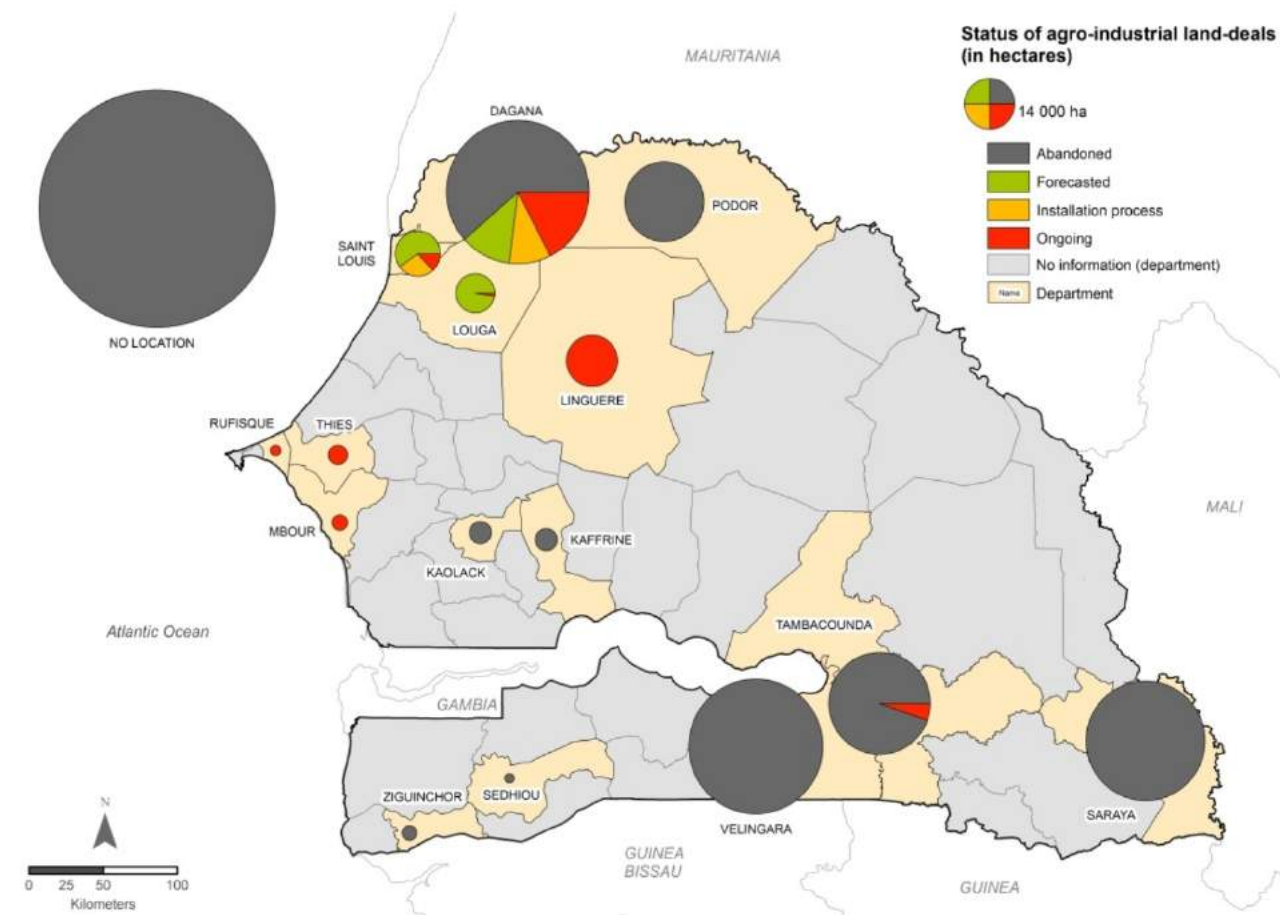 Status of agro-industrial land-deals
(in hectares)
14 000 ha
Abandoned
Forecasted
Installation process
Ongoing
No information (department)
Name Department
MAURITANIA
DAGANA
PODOR
SAINT
LOUIS
LOUGA
NO LOCATION
LINGUERE
RUFISQUE
THIES
MBOUR
KAOLACK
KAFFRINE
MALI
Atlantic Ocean
TAMBACOUNDA
GAMBIA
ZIGUINCHOR
SEDHIOU
VELINGARA
SARAYA
GUINEA
BISSAU
GUINEA
N
0 25 50 100
Kilometers